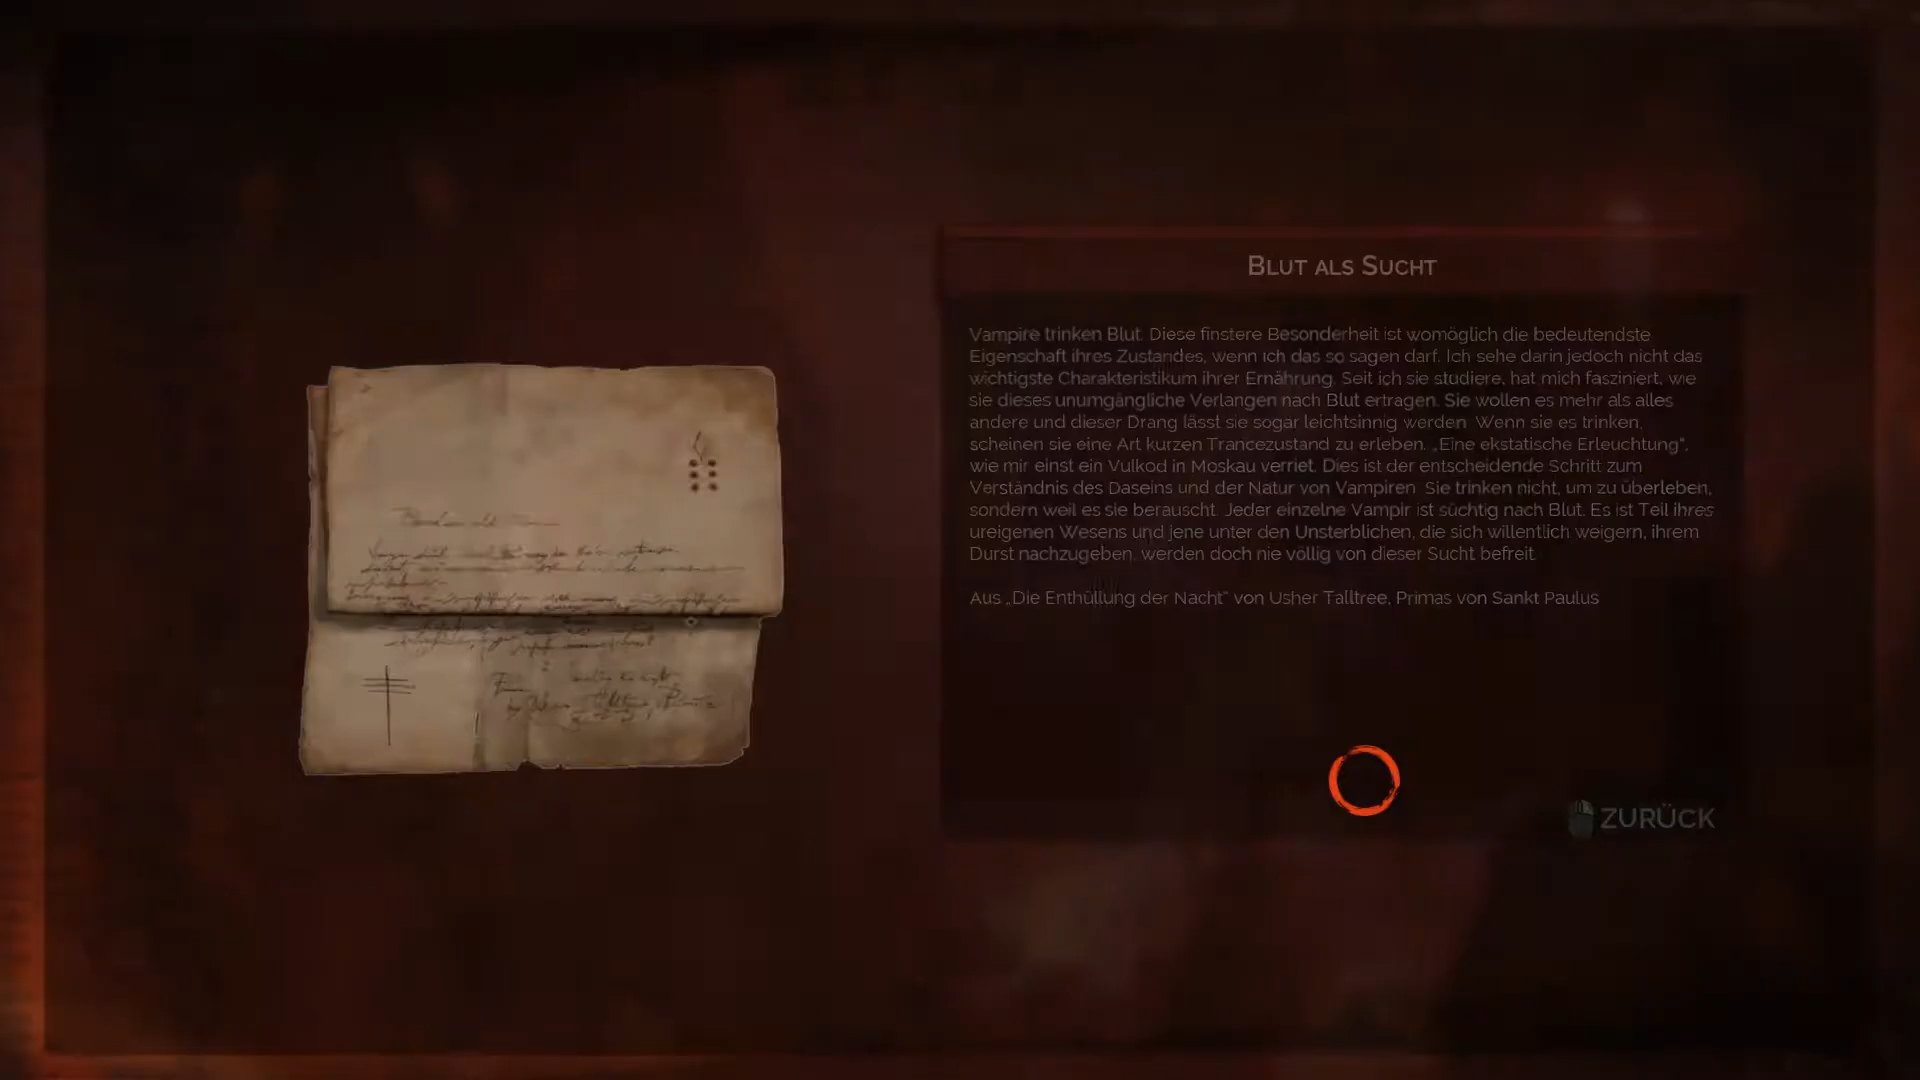 Blut als Sucht
Vampire trinken Blut. Diese finstere Besonderheit ist womöglich die bedeutendste
Eigenschaft ihres Zustandes, wenn ich das so sagen darf. Ich sehe darin jedoch nicht das
wichtigste Charakteristikum ihrer Ernährung. Seit ich sie studiere, hat mich fasziniert, wie
sie dieses unumgängliche Verlangen nach Blut ertragen. Sie wollen es mehr als alles
andere und dieser Drang lässt sie sogar leichtsinnig werden. Wenn sie es trinken,
scheinen sie eine Art kurzen Trancezustand zu erleben. „Eine ekstatische Erleuchtung“,
wie mir einst ein Vulkod in Moskau verriet. Dies ist der entscheidende Schritt zum
Verständnis des Daseins und der Natur von Vampiren. Sie trinken nicht, um zu überleben,
sondern weil es sie berauscht. Jeder einzelne Vampir ist süchtig nach Blut. Es ist Teil ihres
ureigenen Wesens und jene unter den Unsterblichen, die sich willentlich weigern, ihrem
Durst nachzugeben, werden doch nie völlig von dieser Sucht befreit.
Aus „Die Enthüllung der Nacht“ von Usher Talltree, Primas von Sankt Paulus
ZURÜCK